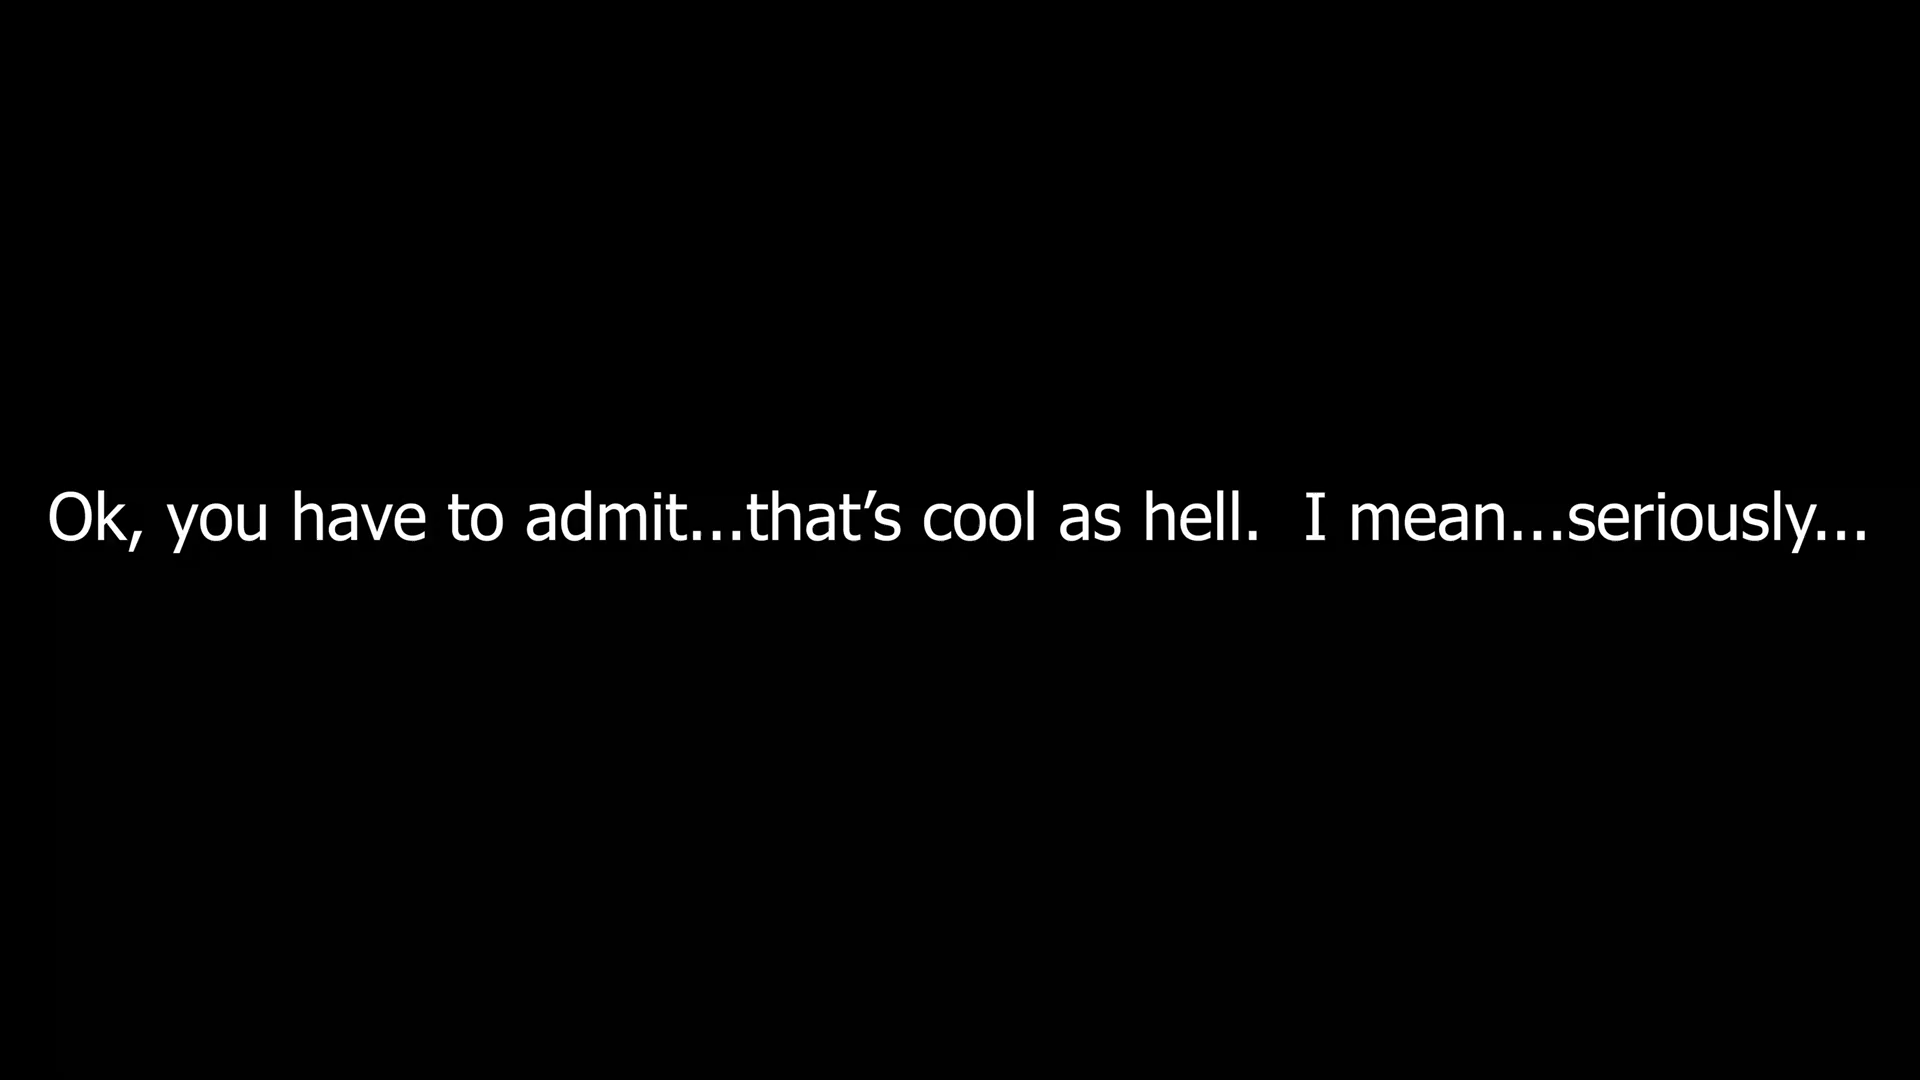 Ok, you have to admit...that’s cool as hell.  I mean...seriously...